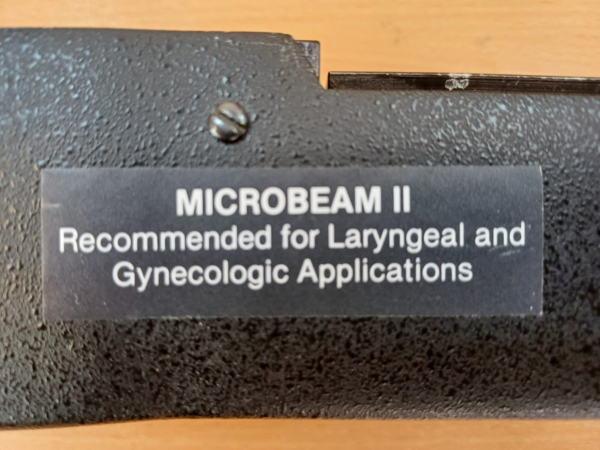 MICROBEAM II
Recommended for Laryngeal and
Gynecologic Applications